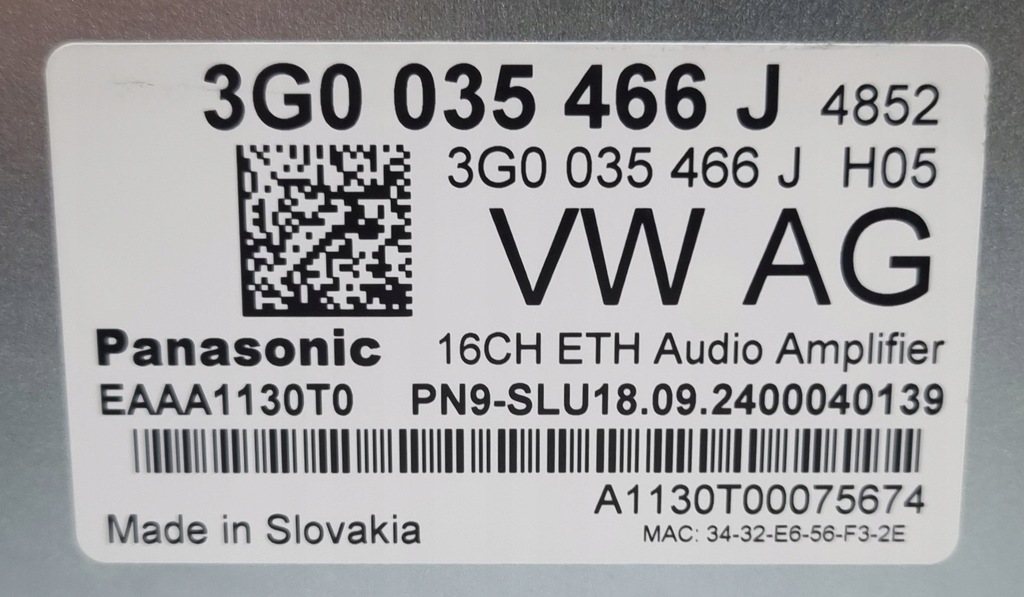 3G0 035 466 J 4852
3G0 035 466 J H05
VW AG
Panasonic 16CH ETH Audio Amplifier
EAAA1130T0 PN9-SLU18.09.2400040139
A1130T00075674
Made in Slovakia MAC: 34-32-E6-56-F3-2E